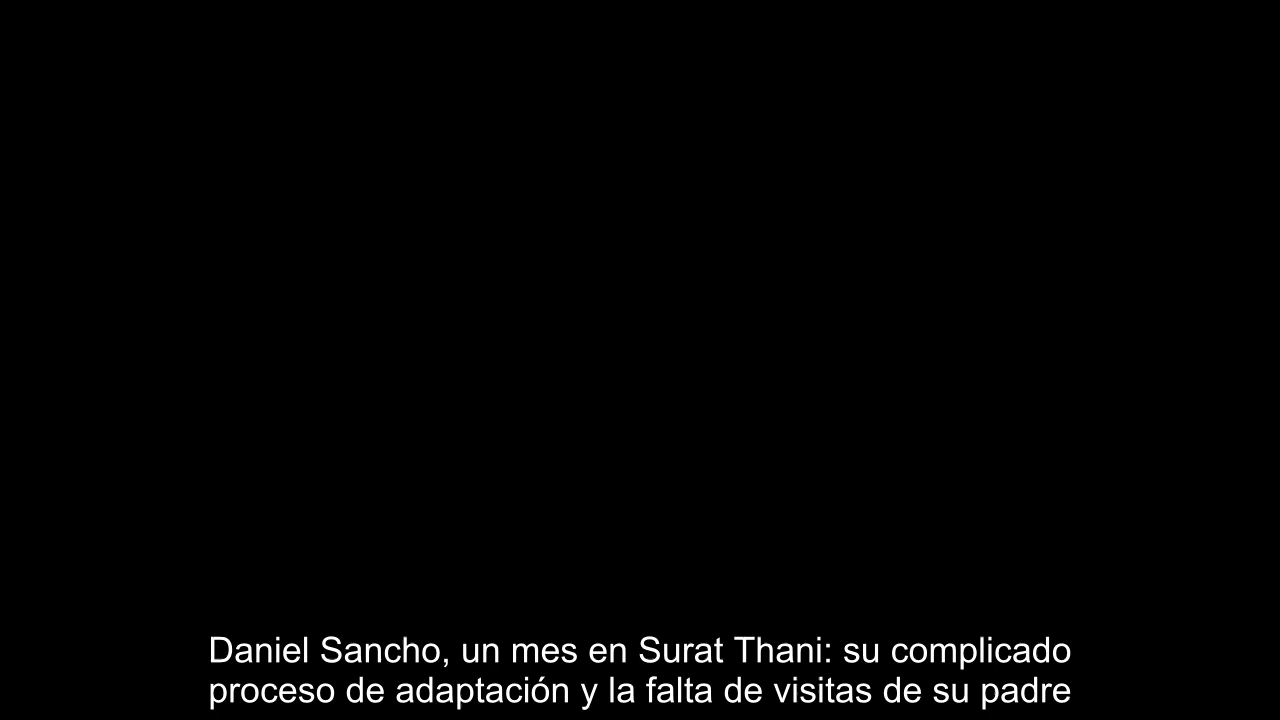 Daniel Sancho, un mes en Surat Thani: su complicado
proceso de adaptación y la falta de visitas de su padre